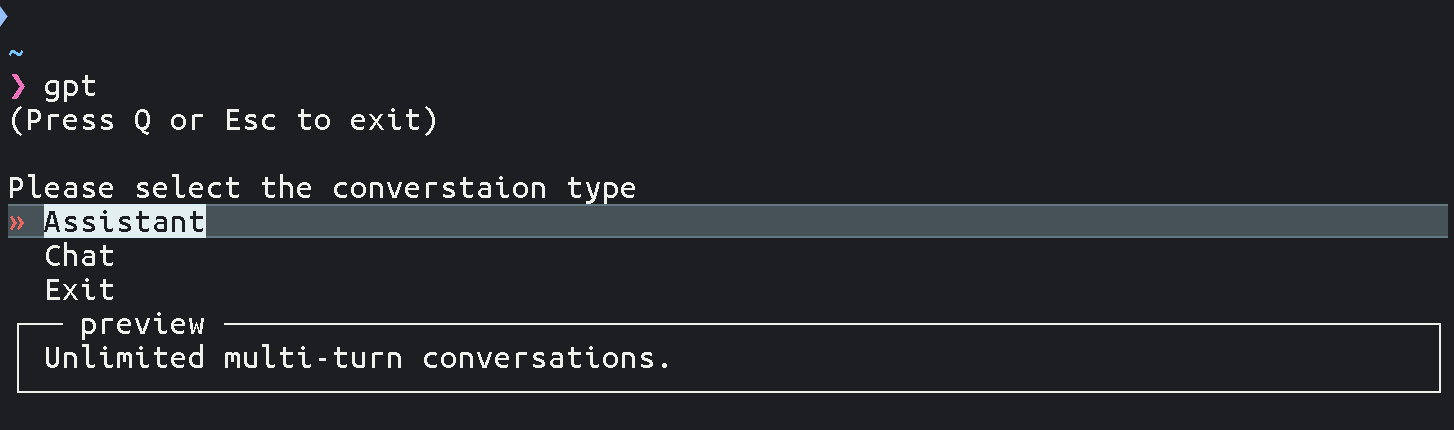 ~
❯ gpt
(Press Q or Esc to exit)
Please select the converstaion type
» Assistant
Chat
Exit
preview
Unlimited multi-turn conversations.